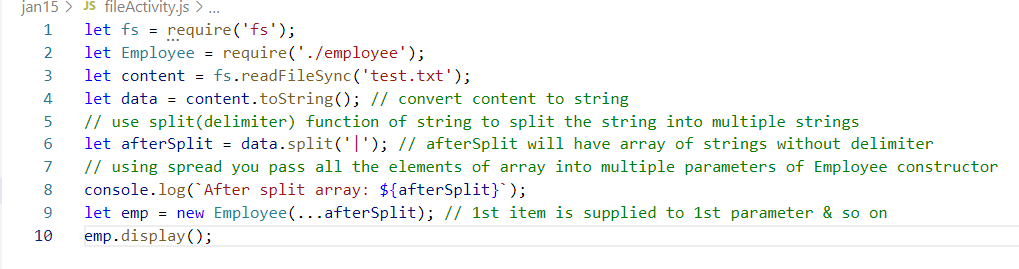 jan15 > JS fileActivity.js > ...
1 let fs = require('fs');
2 let Employee = require('./employee');
3 let content = fs.readFileSync('test.txt');
4 let data = content.toString(); // convert content to string
5 // use split(delimiter) function of string to split the string into multiple strings
6 let afterSplit = data.split('|'); // afterSplit will have array of strings without delimiter
7 // using spread you pass all the elements of array into multiple parameters of Employee constructor
8 console.log(`After split array: ${afterSplit}`);
9 let emp = new Employee(...afterSplit); // 1st item is supplied to 1st parameter & so on
10 emp.display();